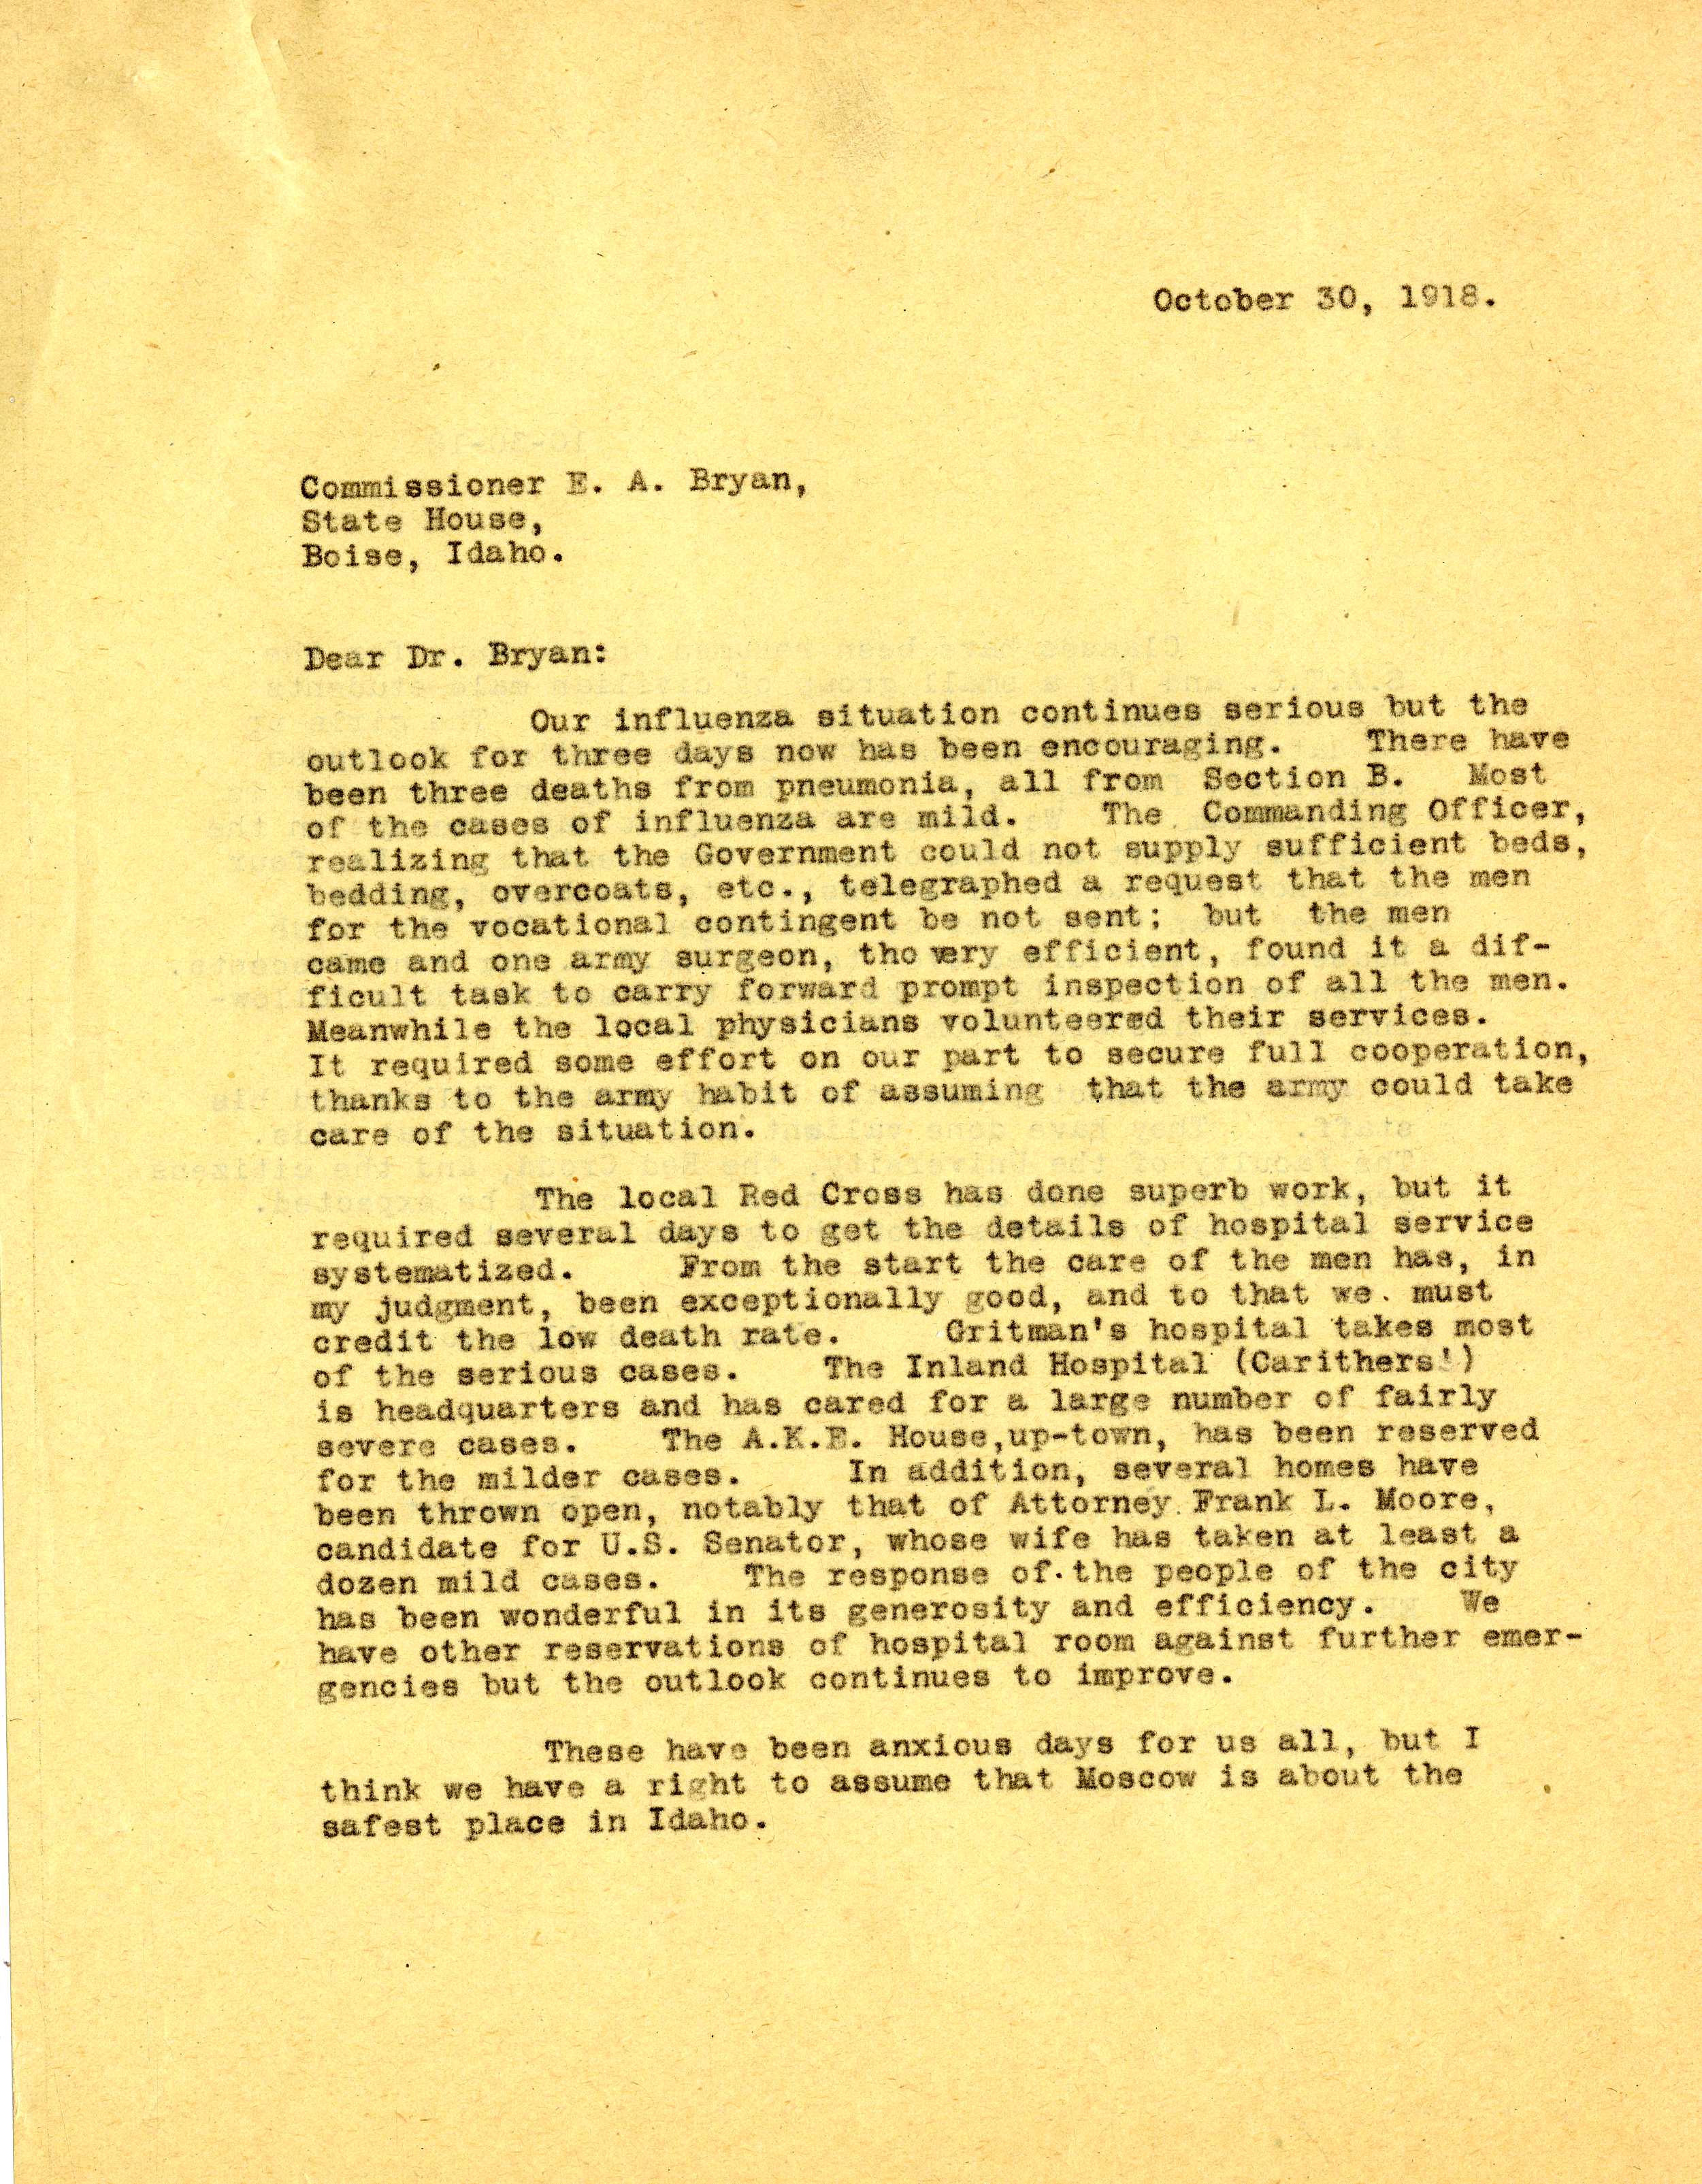 October 30, 1918.
Commissioner E. A. Bryan,
State House,
Boise, Idaho.
Dear Dr. Bryan:
Our influenza situation continues serious but the
outlook for three days now has been encouraging. There have
been three deaths from pneumonia, all from Section B. Most
of the cases of influenza are mild. The Commanding Officer,
realizing that the Government could not supply sufficient beds,
bedding, overcoats, etc., telegraphed a request that the men
for the vocational contingent be not sent; but the men
came and one army surgeon, tho very efficient, found it a dif-
ficult task to carry forward prompt inspection of all the men.
Meanwhile the local physicians volunteered their services.
It required some effort on our part to secure full cooperation,
thanks to the army habit of assuming that the army could take
care of the situation.
The local Red Cross has done superb work, but it
required several days to get the details of hospital service
systematized. From the start the care of the men has, in
my judgment, been exceptionally good, and to that we must
credit the low death rate. Gritman's hospital takes most
of the serious cases. The Inland Hospital (Carithers')
is headquarters and has cared for a large number of fairly
severe cases. The A.K.E. House,up-town, has been reserved
for the milder cases. In addition, several homes have
been thrown open, notably that of Attorney Frank L. Moore,
candidate for U.S. Senator, whose wife has taken at least a
dozen mild cases. The response of the people of the city
has been wonderful in its generosity and efficiency. We
have other reservations of hospital room against further emer-
gencies but the outlook continues to improve.
These have been anxious days for us all, but I
think we have a right to assume that Moscow is about the
safest place in Idaho.